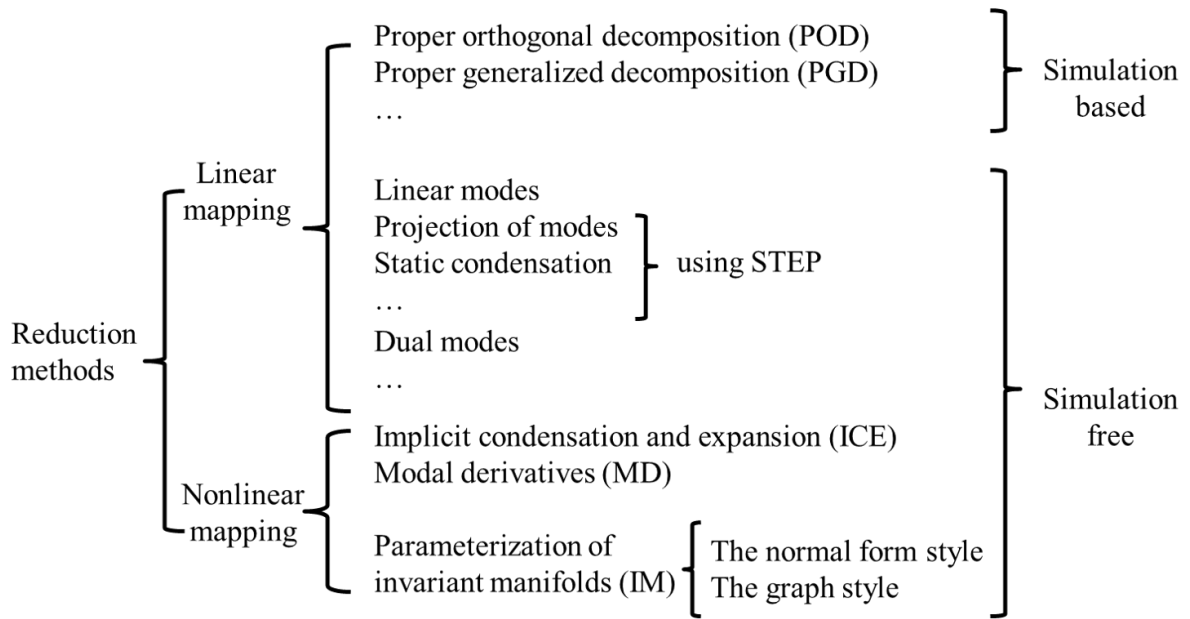 Proper orthogonal decomposition (POD)
Proper generalized decomposition (PGD)
…
Simulation
based
Linear
mapping
Linear modes
Projection of modes
Static condensation
…
using STEP
Dual modes
…
Reduction
methods
Simulation
free
Nonlinear
mapping
Implicit condensation and expansion (ICE)
Modal derivatives (MD)
Parameterization of
invariant manifolds (IM)
The normal form style
The graph style